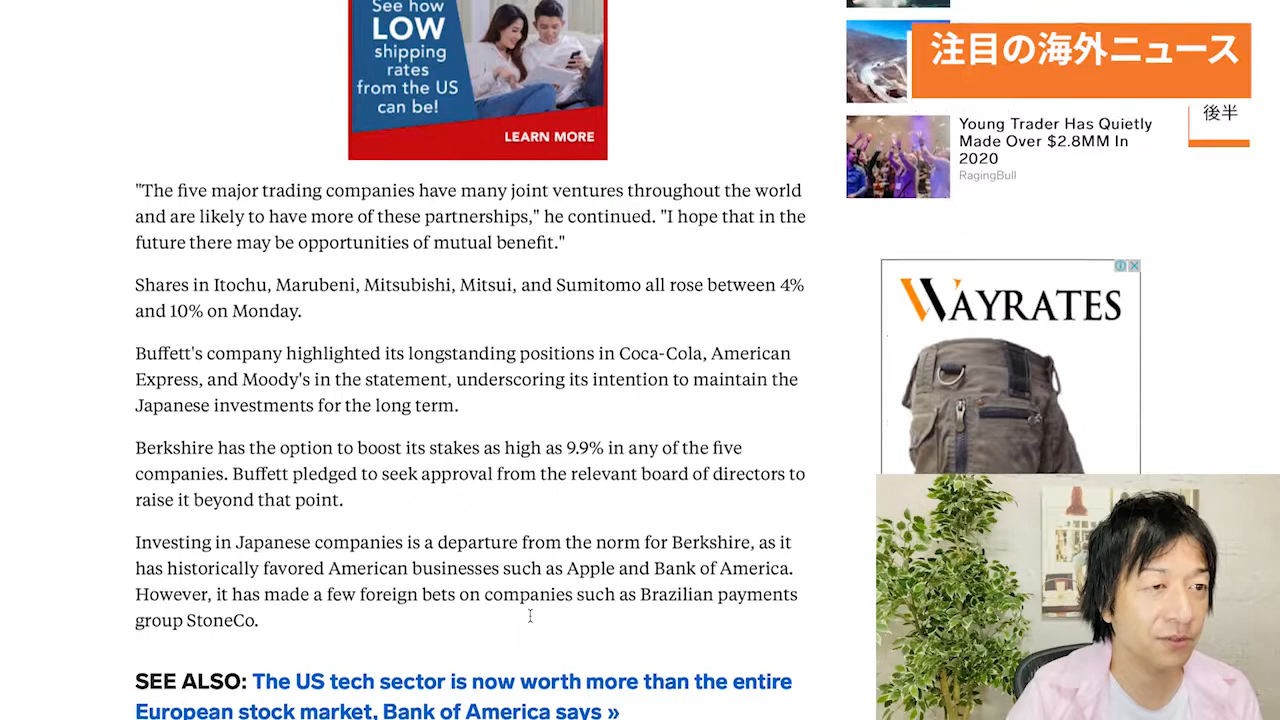 See how
LOW
shipping
rates
from the US
can be!
LEARN MORE
注目の海外ニュース
後半
Young Trader Has Quietly
Made Over $2.8MM In
2020
RagingBull
"The five major trading companies have many joint ventures throughout the world
and are likely to have more of these partnerships," he continued. "I hope that in the
future there may be opportunities of mutual benefit."
Shares in Itochu, Marubeni, Mitsubishi, Mitsui, and Sumitomo all rose between 4%
and 10% on Monday.
Buffett's company highlighted its longstanding positions in Coca-Cola, American
Express, and Moody's in the statement, underscoring its intention to maintain the
Japanese investments for the long term.
Berkshire has the option to boost its stakes as high as 9.9% in any of the five
companies. Buffett pledged to seek approval from the relevant board of directors to
raise it beyond that point.
Investing in Japanese companies is a departure from the norm for Berkshire, as it
has historically favored American businesses such as Apple and Bank of America.
However, it has made a few foreign bets on companies such as Brazilian payments
group StoneCo.
SEE ALSO: The US tech sector is now worth more than the entire
European stock market, Bank of America says »
WAYRATES